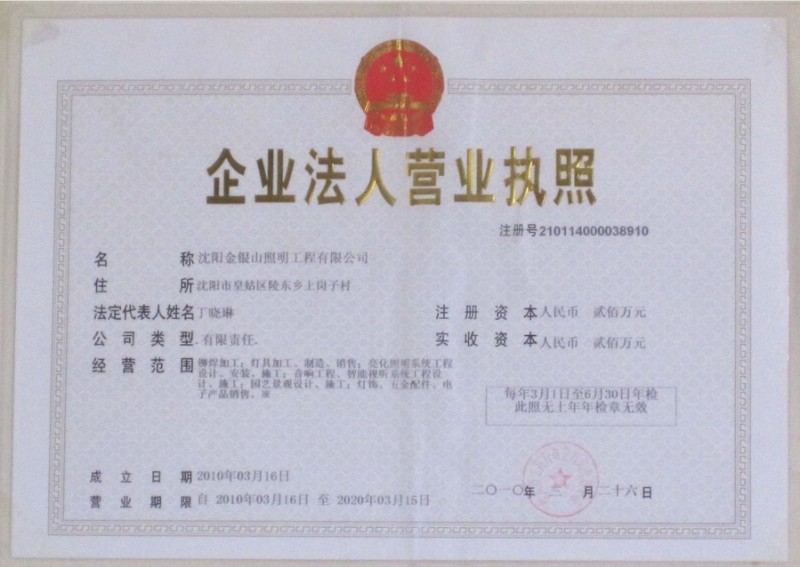 企业法人营业执照
注册号210114000038910
名 称 沈阳金银山照明工程有限公司
住 所 沈阳市皇姑区陵东乡上岗子村
法定代表人姓名 丁晓琳
注册资本 人民币 贰佰万元
公司类型 有限责任
实收资本 人民币 贰佰万元
经营范围 铆焊加工；灯具加工、制造、销售；亮化照明系统工程
设计、安装、施工；音响工程、智能视听系统工程设
计、施工；园艺景观设计、施工；灯饰、五金配件、电
子产品销售。
每年3月1日至6月30日年检
此照无上年年检章无效
成立日期 2010年03月16日
营业期限 自 2010年03月16日 至 2020年03月15日
二〇一〇年 三 月 二十六日